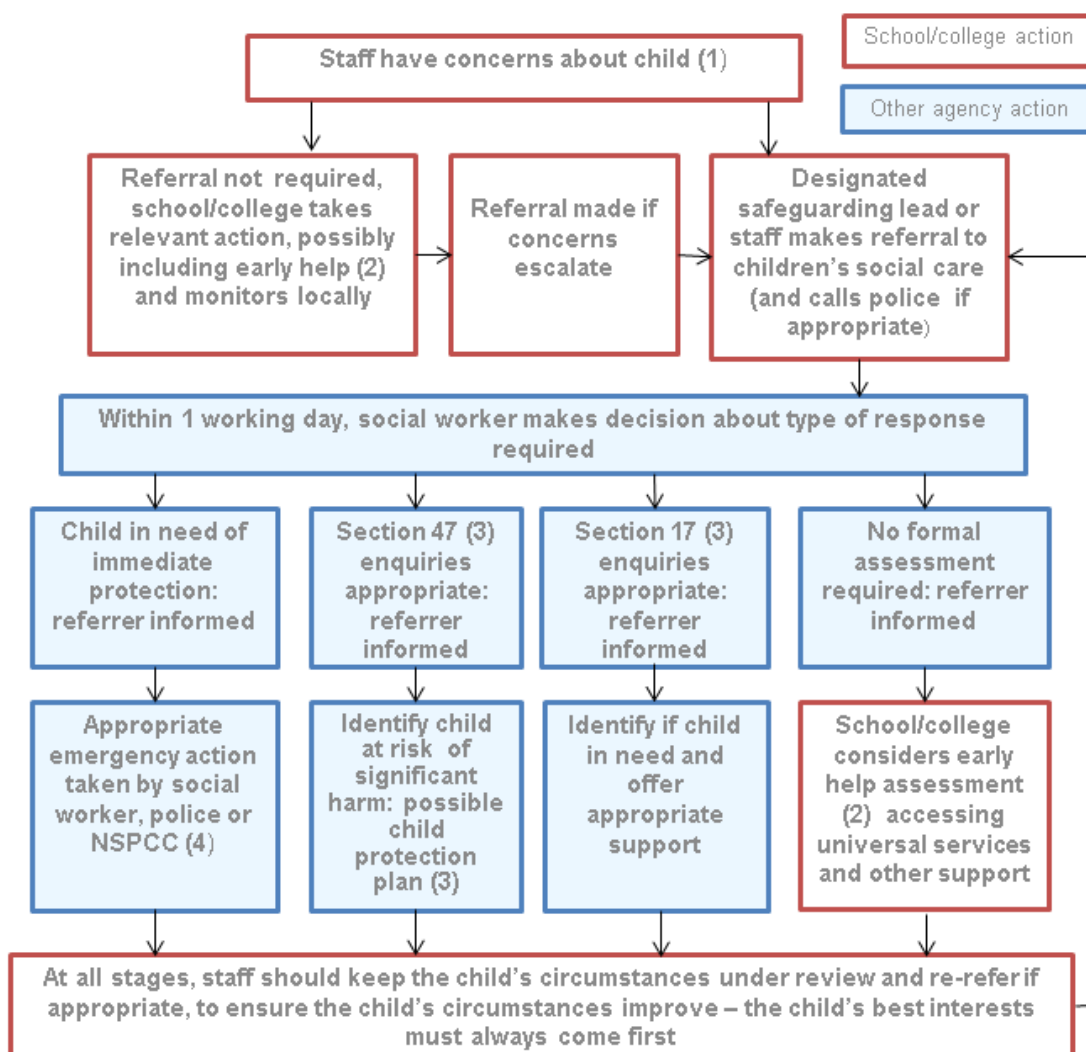 School/college action
Other agency action
Staff have concerns about child (1)
Referral not required,
school/college takes
relevant action, possibly
including early help (2)
and monitors locally
Referral made if
concerns
escalate
Designated
safeguarding lead or
staff makes referral to
children’s social care
(and calls police if
appropriate)
Within 1 working day, social worker makes decision about type of response
required
Child in need of
immediate
protection:
referrer informed
Section 47 (3)
enquiries
appropriate:
referrer
informed
Section 17 (3)
enquiries
appropriate:
referrer
informed
No formal
assessment
required: referrer
informed
Appropriate
emergency action
taken by social
worker, police or
NSPCC (4)
Identify child
at risk of
significant
harm: possible
child
protection
plan (3)
Identify if child
in need and
offer
appropriate
support
School/college
considers early
help assessment
(2) accessing
universal services
and other support
At all stages, staff should keep the child’s circumstances under review and re-refer if
appropriate, to ensure the child’s circumstances improve – the child’s best interests
must always come first